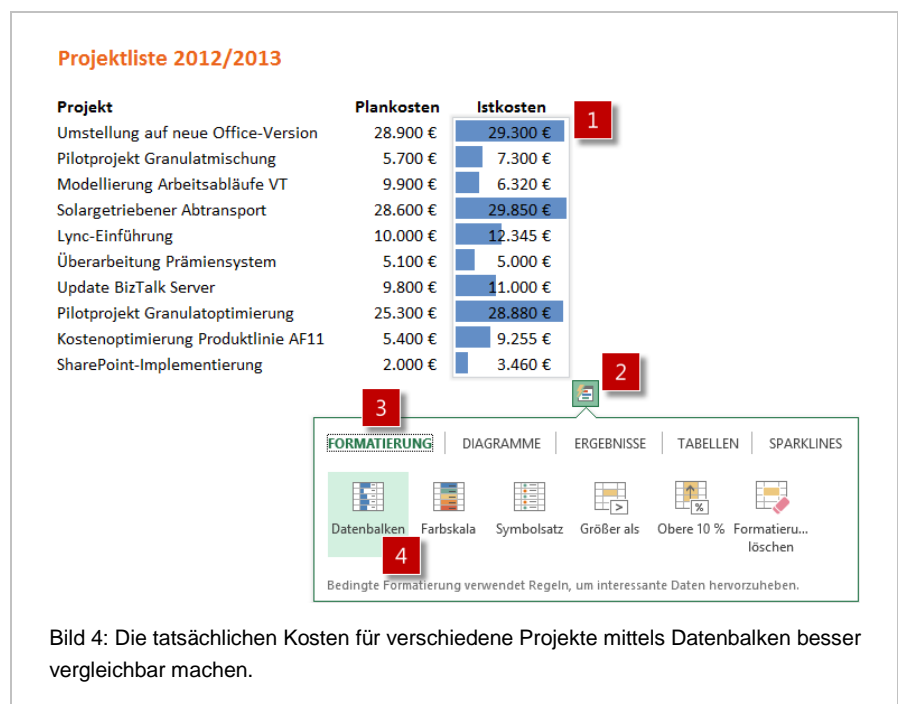 Projektliste 2012/2013
Projekt Plankosten Istkosten
1
Umstellung auf neue Office-Version 28.900 € 29.300 €
Pilotprojekt Granulatmischung 5.700 € 7.300 €
Modellierung Arbeitsabläufe VT 9.900 € 6.320 €
Solargetriebener Abtransport 28.600 € 29.850 €
Lync-Einführung 10.000 € 12.345 €
Überarbeitung Prämiensystem 5.100 € 5.000 €
Update BizTalk Server 9.800 € 11.000 €
Pilotprojekt Granulatoptimierung 25.300 € 28.880 €
Kostenoptimierung Produktlinie AF11 5.400 € 9.255 €
SharePoint-Implementierung 2.000 € 3.460 €
2
3
FORMATIERUNG DIAGRAMME ERGEBNISSE TABELLEN SPARKLINES
> %
Datenbalken Farbskala Symbolsatz Größer als Obere 10 % Formatieru...
löschen
4
Bedingte Formatierung verwendet Regeln, um interessante Daten hervorzuheben.
Bild 4: Die tatsächlichen Kosten für verschiedene Projekte mittels Datenbalken besser
vergleichbar machen.